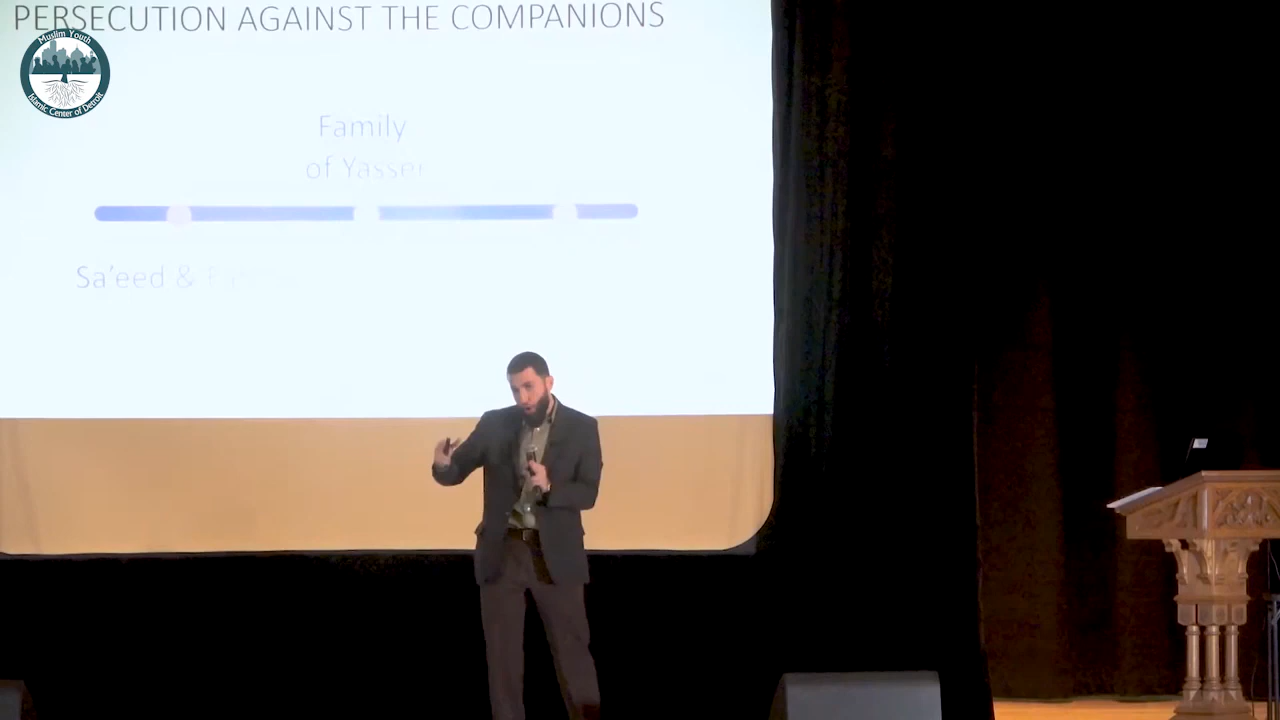 PERSECUTION AGAINST THE COMPANIONS
Muslim Youth
Islamic Center of Detroit
Family
of Yasser
Sa'eed &